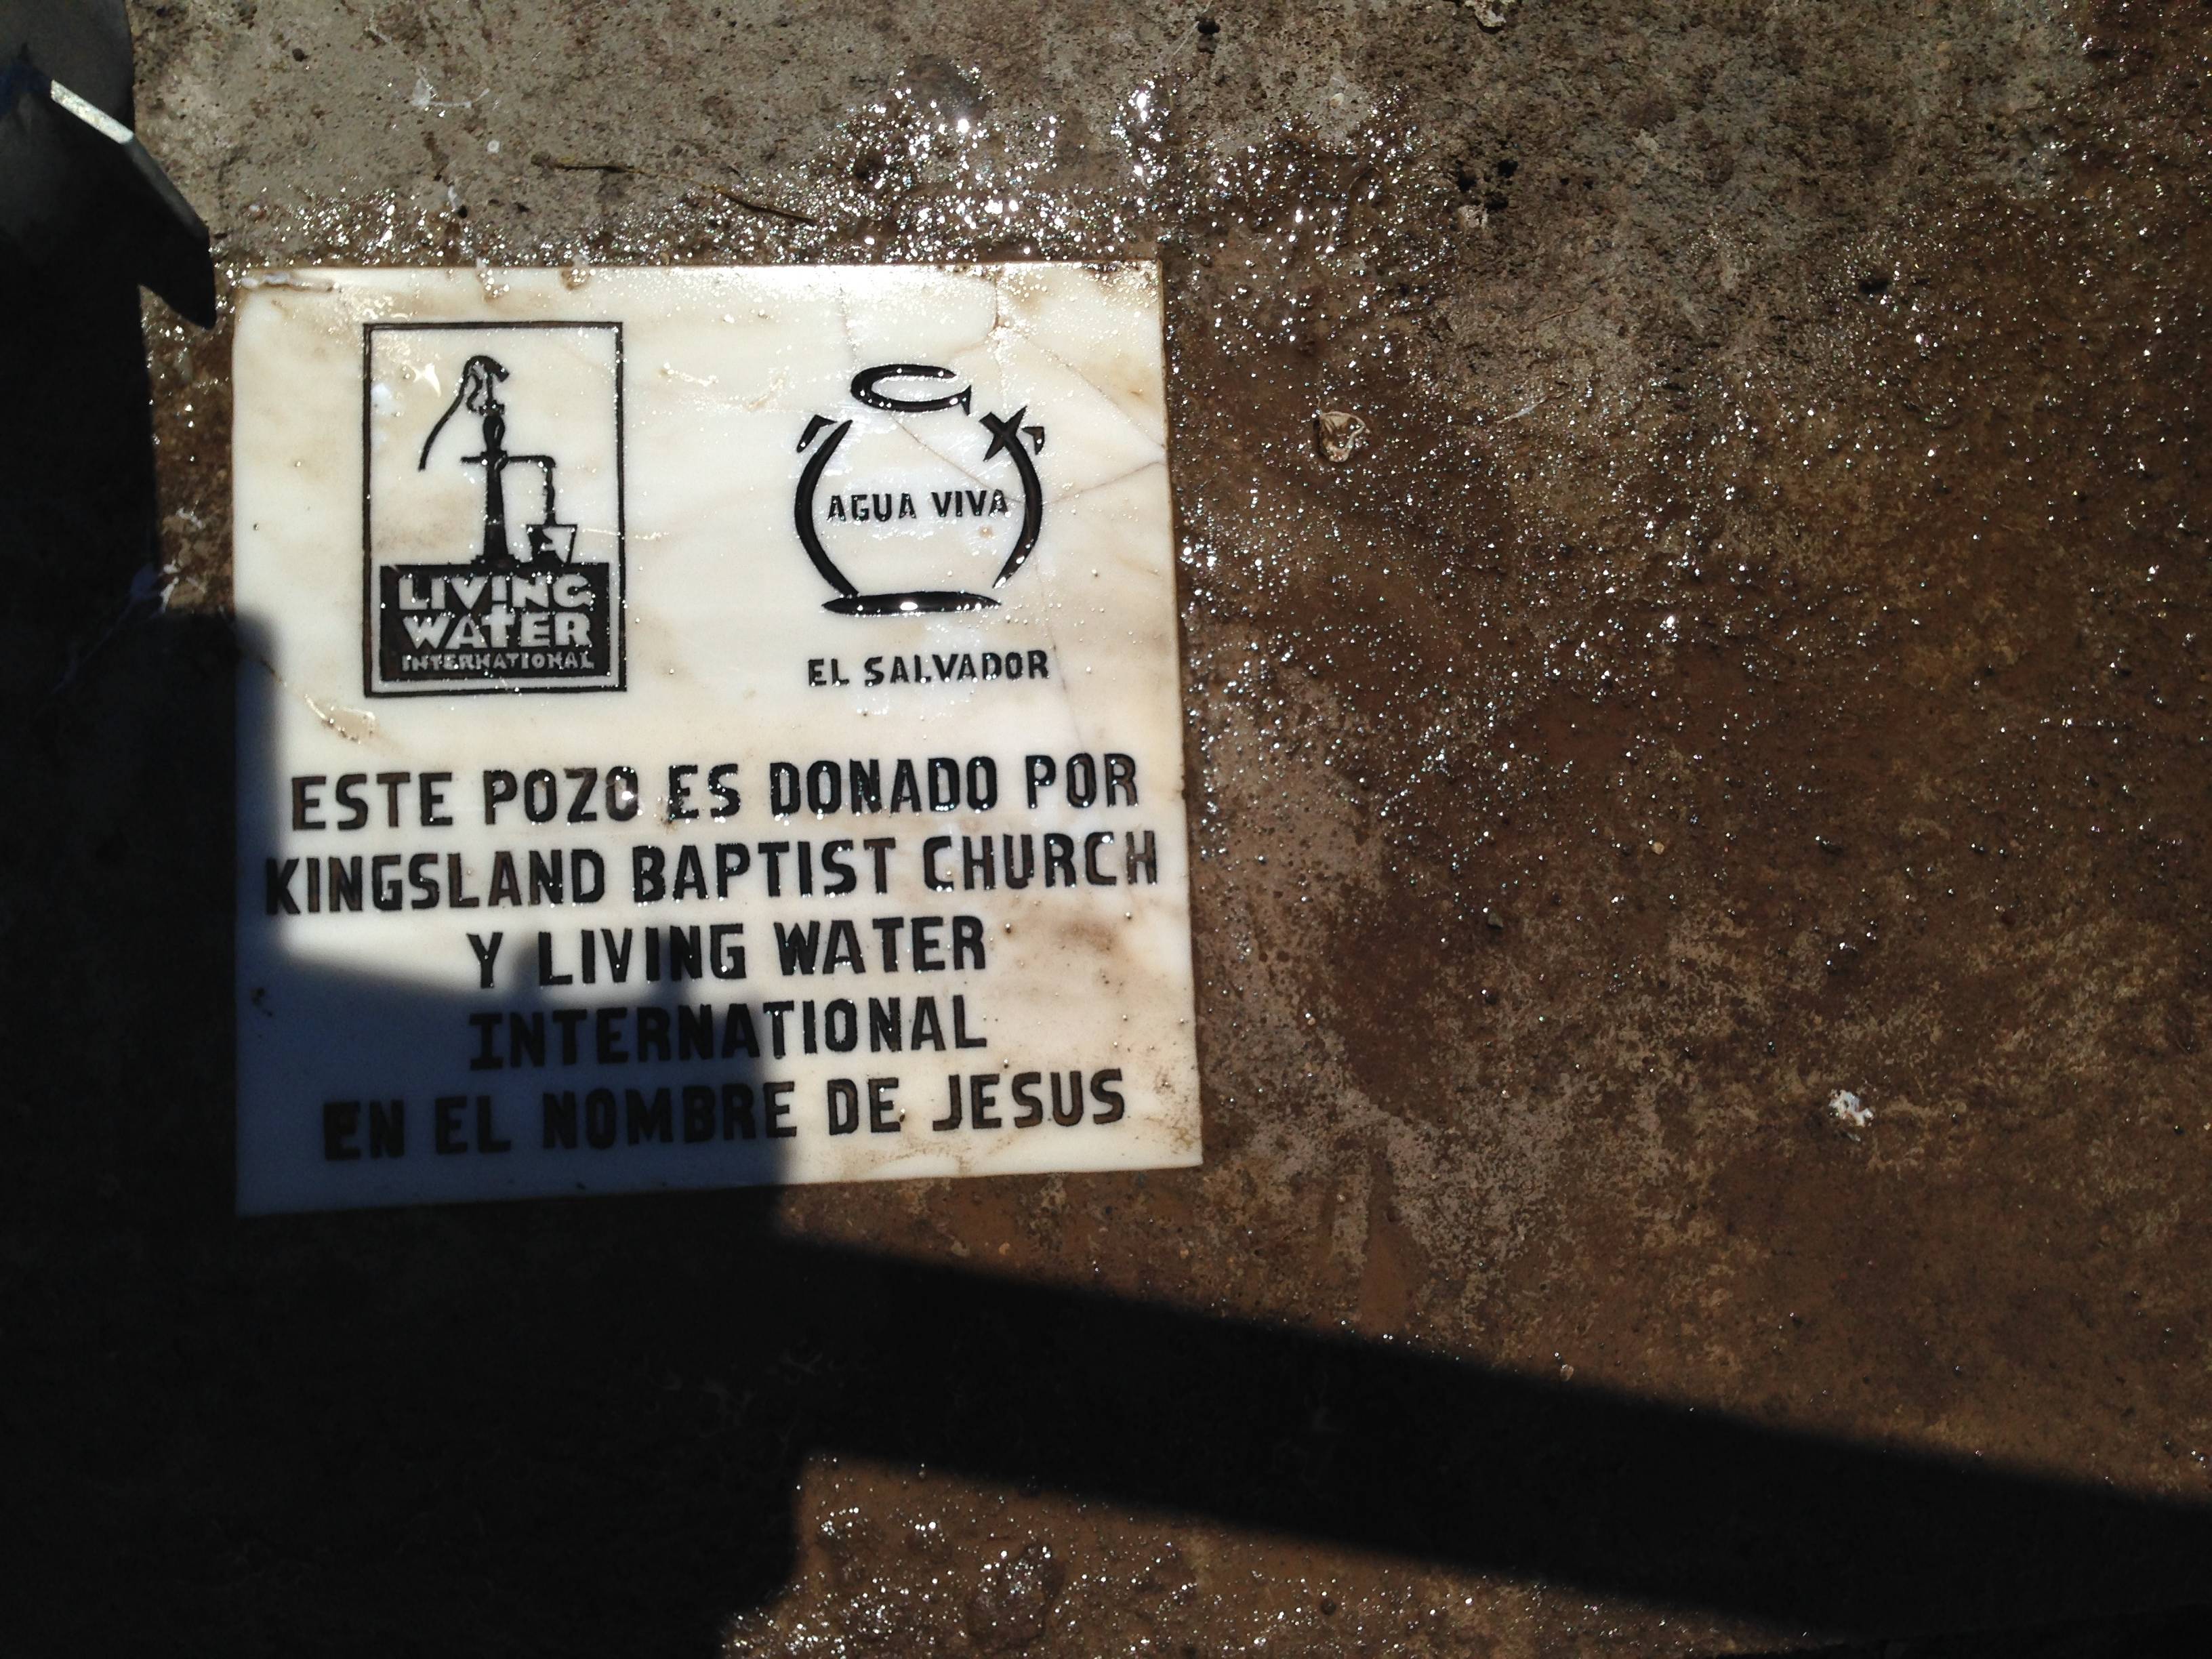 LIVING
WATER
INTERNATIONAL
AGUA VIVA
EL SALVADOR
ESTE POZO ES DONADO POR
KINGSLAND BAPTIST CHURCH
Y LIVING WATER
INTERNATIONAL
EN EL NOMBRE DE JESUS